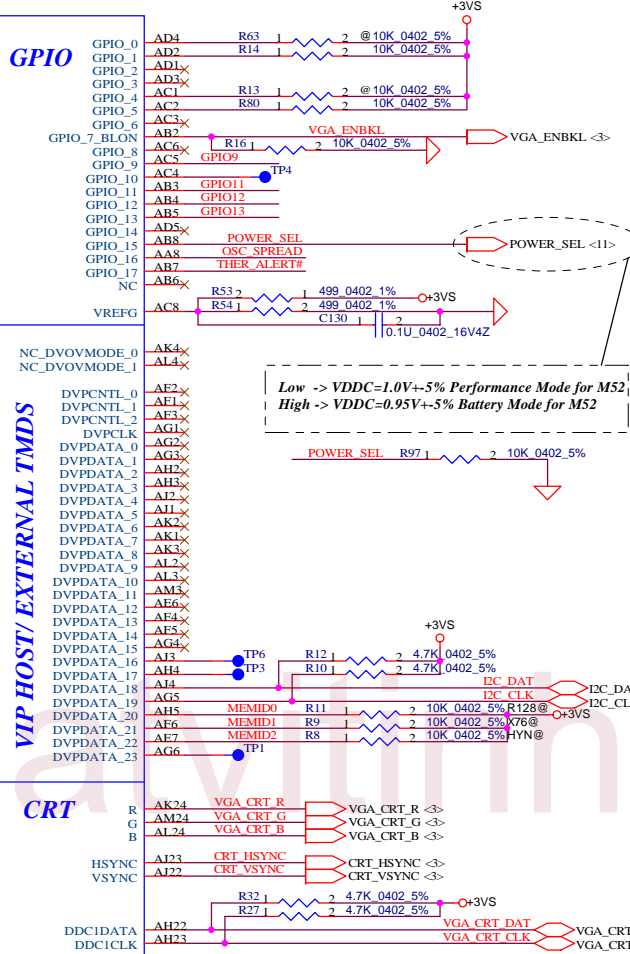 +3VS
GPIO
GPIO_0 AD4 R63 1 2 @10K_0402_5%
GPIO_1 AD2 R14 1 2 10K_0402_5%
GPIO_2 AD1
GPIO_3 AD3
GPIO_4 AC1 R13 1 2 @10K_0402_5%
GPIO_5 AC2 R80 1 2 10K_0402_5%
GPIO_6 AC3
GPIO_7_BLON AB2 VGA_ENBKL VGA_ENBKL <3>
GPIO_8 AC6 R16 1 2 10K_0402_5%
GPIO_9 AC5 GPIO9
GPIO_10 AC4 TP4
GPIO_11 AB3 GPIO11
GPIO_12 AB4 GPIO12
GPIO_13 AB5 GPIO13
GPIO_14 AD5
GPIO_15 AB8 POWER_SEL POWER_SEL <11>
GPIO_16 AA8 OSC_SPREAD
GPIO_17 AB7 THER_ALERT#
NC AB6
R53 2 1 499_0402_1% +3VS
VREFG AC8 R54 1 2 499_0402_1%
C130 1 2
0.1U_0402_16V4Z
NC_DVOVMODE_0 AK4
NC_DVOVMODE_1 AL4
Low -> VDDC=1.0V+-5% Performance Mode for M52
High -> VDDC=0.95V+-5% Battery Mode for M52
VIP HOST/ EXTERNAL TMDS
DVPCNTL_0 AF2
DVPCNTL_1 AF1
DVPCNTL_2 AF3
DVPCLK AG1
DVPDATA_0 AG2
DVPDATA_1 AG3
POWER_SEL R97 1 2 10K_0402_5%
DVPDATA_2 AH2
DVPDATA_3 AH3
DVPDATA_4 AJ2
DVPDATA_5 AJ1
DVPDATA_6 AK2
DVPDATA_7 AK1
DVPDATA_8 AK3
DVPDATA_9 AL2
DVPDATA_10 AL3
DVPDATA_11 AM3
DVPDATA_12 AE6
DVPDATA_13 AF4
DVPDATA_14 AF5
DVPDATA_15 AG4
+3VS
DVPDATA_16 AJ3 TP6 R12 1 2 4.7K_0402_5%
DVPDATA_17 AH4 TP3 R10 1 2 4.7K_0402_5%
DVPDATA_18 AJ4 I2C_DAT I2C_DA
DVPDATA_19 AG5 I2C_CLK I2C_CL
DVPDATA_20 AH5 MEMID0 R11 1 2 10K_0402_5% R128@ +3VS
DVPDATA_21 AF6 MEMID1 R9 1 2 10K_0402_5% X76@
DVPDATA_22 AE7 MEMID2 R8 1 2 10K_0402_5% HYN@
DVPDATA_23 AG6 TP1
CRT
R AK24 VGA_CRT_R VGA_CRT_R <3>
G AM24 VGA_CRT_G VGA_CRT_G <3>
B AL24 VGA_CRT_B VGA_CRT_B <3>
HSYNC AJ23 CRT_HSYNC CRT_HSYNC <3>
VSYNC AJ22 CRT_VSYNC CRT_VSYNC <3>
R32 1 2 4.7K_0402_5% +3VS
R27 1 2 4.7K_0402_5%
DDC1DATA AH22 VGA_CRT_DAT VGA_CRT
DDC1CLK AH23 VGA_CRT_CLK VGA_CRT
atvitinn